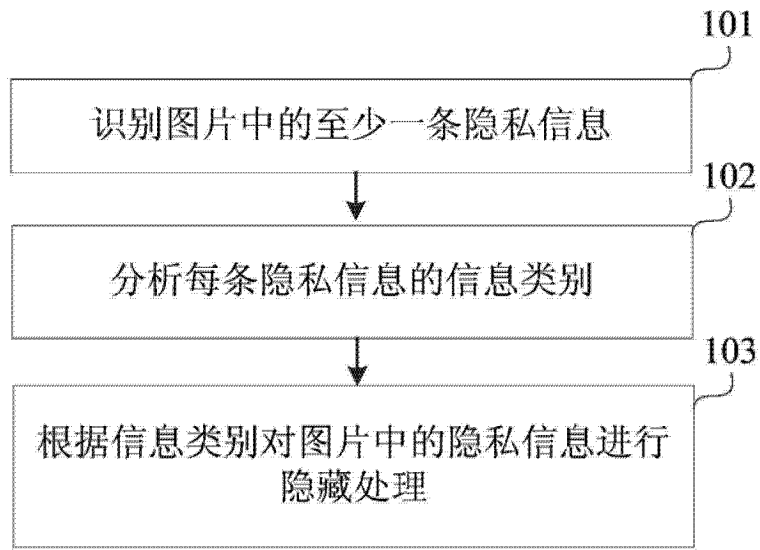 101
识别图片中的至少一条隐私信息
102
分析每条隐私信息的信息类别
103
根据信息类别对图片中的隐私信息进行
隐藏处理